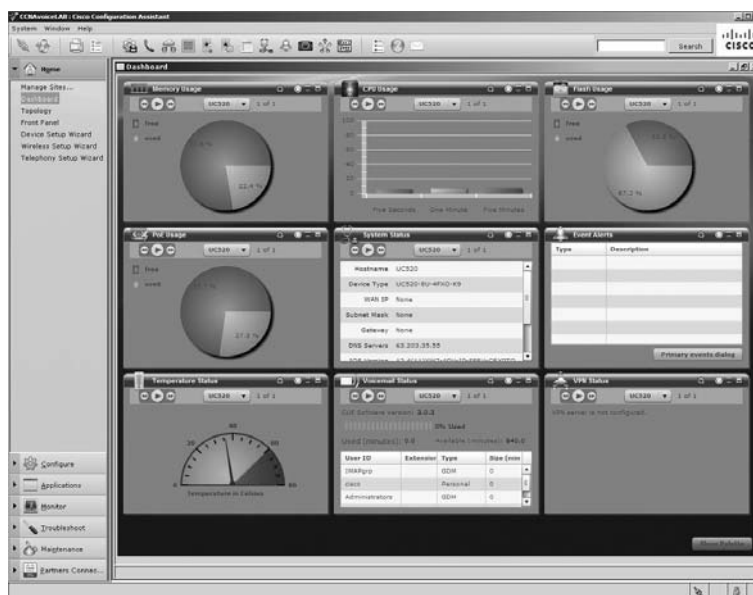 CCBAvoiceLAB : Cisco Configuration Assistant
System Window Help
Search
CISCO
Home
Manage Sites...
Dashboard
Topology
Front Panel
Device Setup Wizard
Wireless Setup Wizard
Telephony Setup Wizard
Configure
Applications
Monitor
Troubleshoot
Maintenance
Partners Connec...
Dashboard
Memory Usage
UC520 1 of 1
free
used
22.4 %
CPU Usage
UC520 1 of 1
100
80
60
40
20
0
Five Seconds One Minute Five Minutes
Flash Usage
UC520 1 of 1
free
used
67.2 %
PoE Usage
UC520 1 of 1
free
used
System Status
UC520 1 of 1
Hostname UC520
Device Type UC520-8U-4FXO-K9
WAN IP None
Subnet Mask None
Gateway None
DNS Servers 63.203.35.55
Event Alerts
Type Description
Primary events dialog
Temperature Status
UC520 1 of 1
Temperature in Celsius
Voicemail Status
UC520 1 of 1
CUE Software version: 3.0.3
0% Used
Used (minutes): 0.0 Available (minutes): 840.0
User ID Extension Type Size (min
IMAPgrp GDM 0
cisco Personal 0
Administrators GDM 0
VPN Status
UC520 1 of 1
VPN server is not configured.
Show Palette